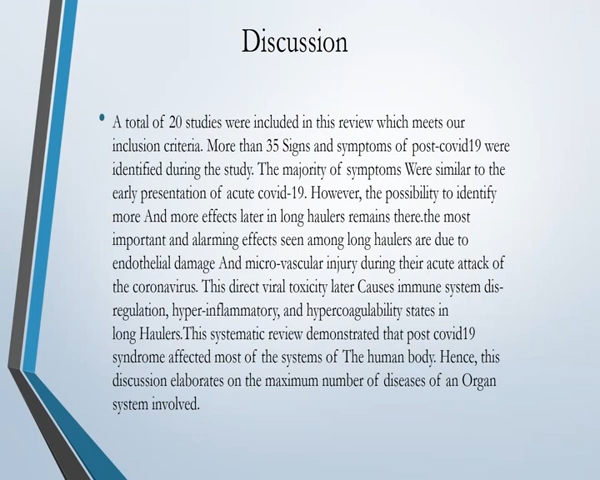 Discussion
• A total of 20 studies were included in this review which meets our
inclusion criteria. More than 35 Signs and symptoms of post-covid19 were
identified during the study. The majority of symptoms Were similar to the
early presentation of acute covid-19. However, the possibility to identify
more And more effects later in long haulers remains there.the most
important and alarming effects seen among long haulers are due to
endothelial damage And micro-vascular injury during their acute attack of
the coronavirus. This direct viral toxicity later Causes immune system dis-
regulation, hyper-inflammatory, and hypercoagulability states in
long Haulers.This systematic review demonstrated that post covid19
syndrome affected most of the systems of The human body. Hence, this
discussion elaborates on the maximum number of diseases of an Organ
system involved.